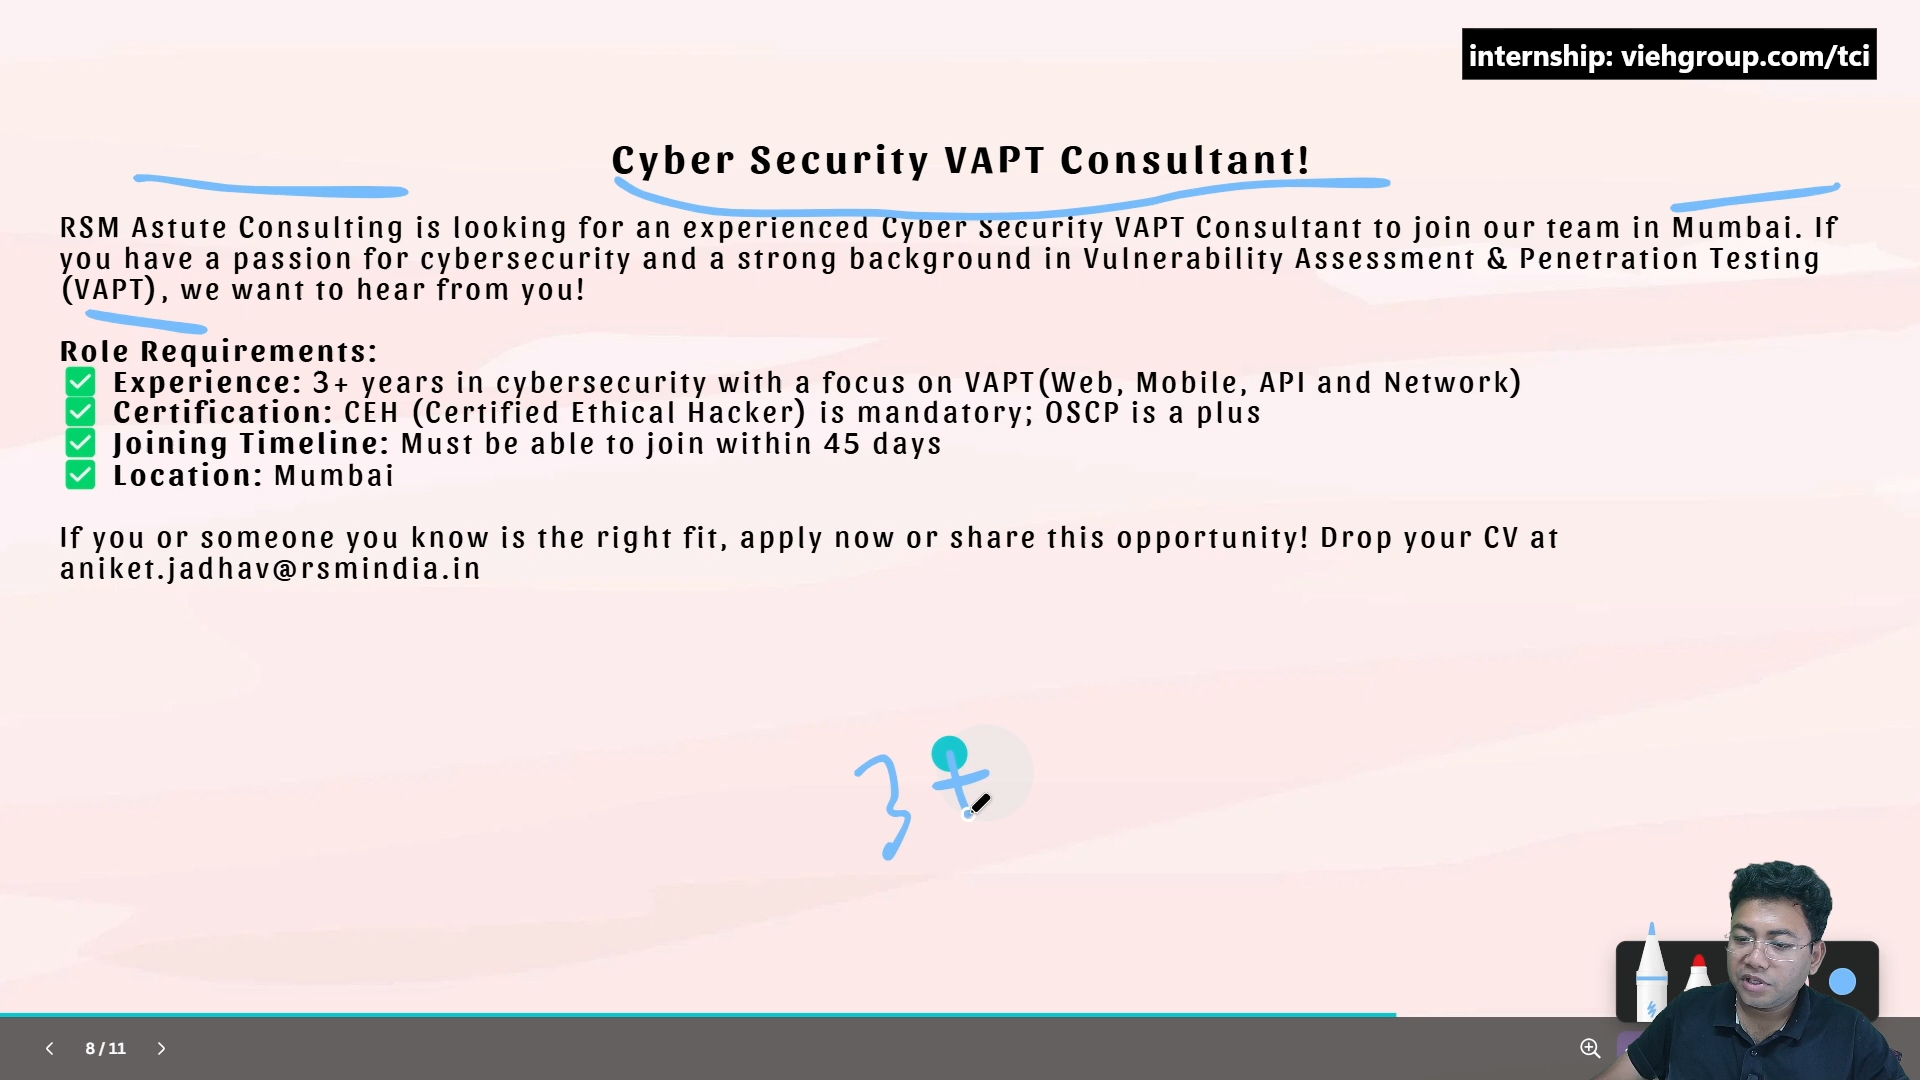 internship: viehgroup.com/tci
Cyber Security VAPT Consultant!
RSM Astute Consulting is looking for an experienced Cyber Security VAPT Consultant to join our team in Mumbai. If
you have a passion for cybersecurity and a strong background in Vulnerability Assessment & Penetration Testing
(VAPT), we want to hear from you!
Role Requirements:
✅ Experience: 3+ years in cybersecurity with a focus on VAPT(Web, Mobile, API and Network)
✅ Certification: CEH (Certified Ethical Hacker) is mandatory; OSCP is a plus
✅ Joining Timeline: Must be able to join within 45 days
✅ Location: Mumbai
If you or someone you know is the right fit, apply now or share this opportunity! Drop your CV at
aniket.jadhav@rsmindia.in
3+
8 / 11